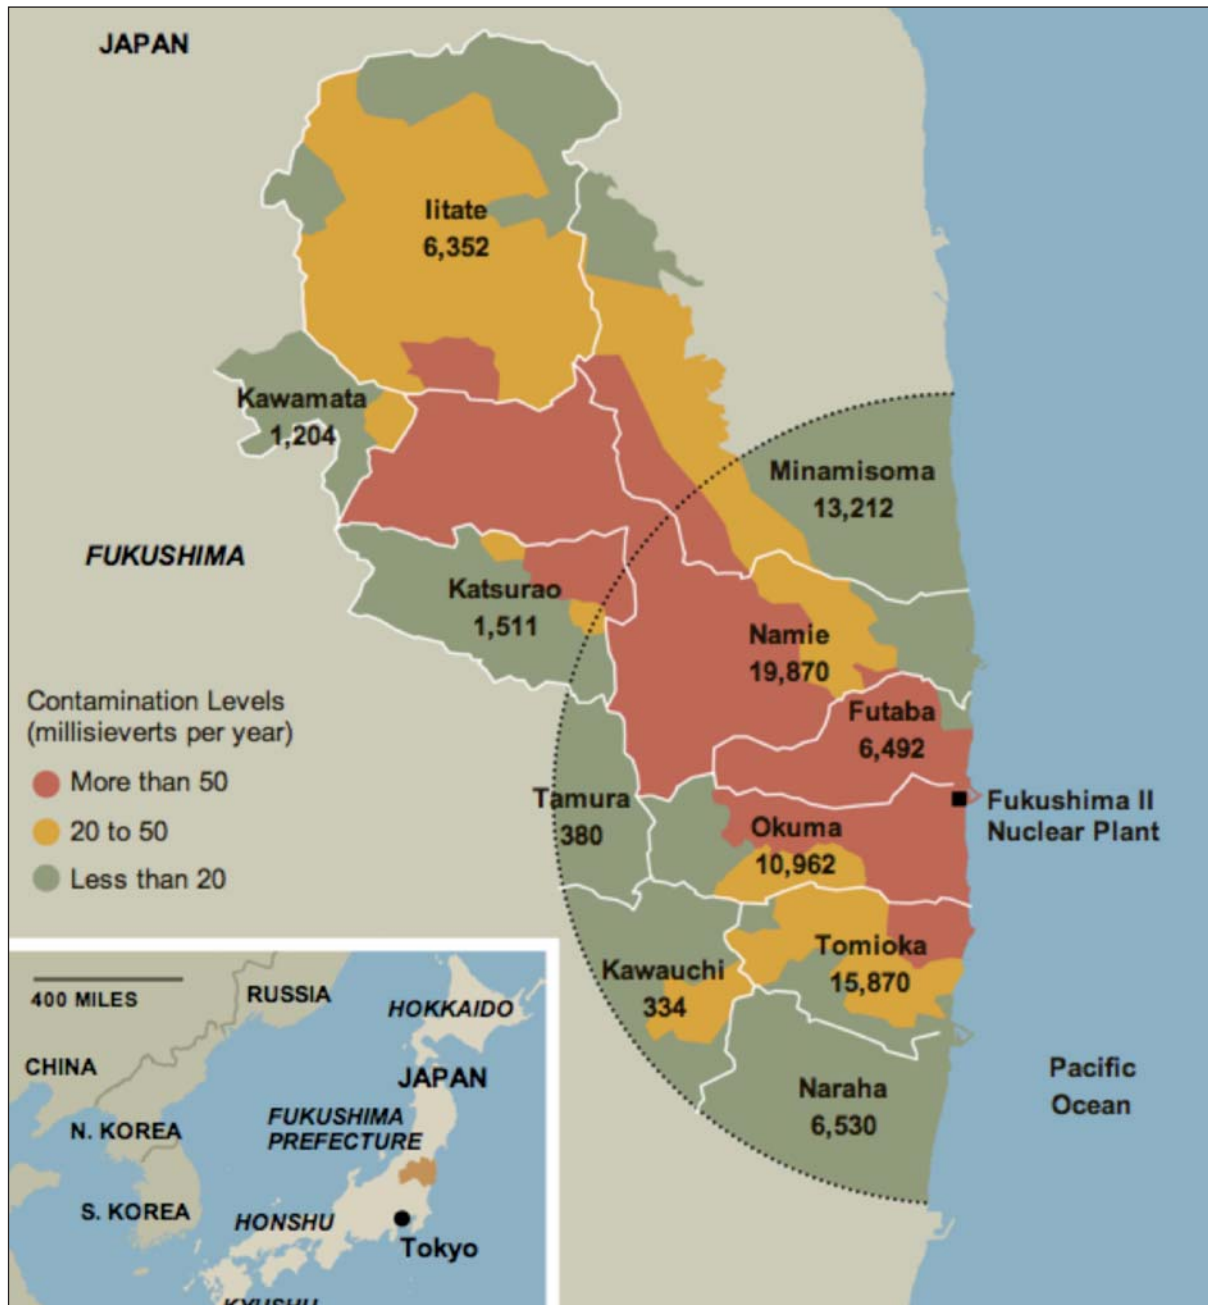 JAPAN
Iitate
6,352
Kawamata
1,204
Minamisoma
13,212
FUKUSHIMA
Katsurao
1,511
Namie
19,870
Contamination Levels
(millisieverts per year)
More than 50
20 to 50
Less than 20
Futaba
6,492
Tamura
380
Okuma
10,962
Fukushima II
Nuclear Plant
Kawauchi
334
Tomioka
15,870
Naraha
6,530
Pacific
Ocean
400 MILES
RUSSIA
HOKKAIDO
CHINA
JAPAN
N. KOREA
FUKUSHIMA
PREFECTURE
S. KOREA
HONSHU
Tokyo
KYUSHU